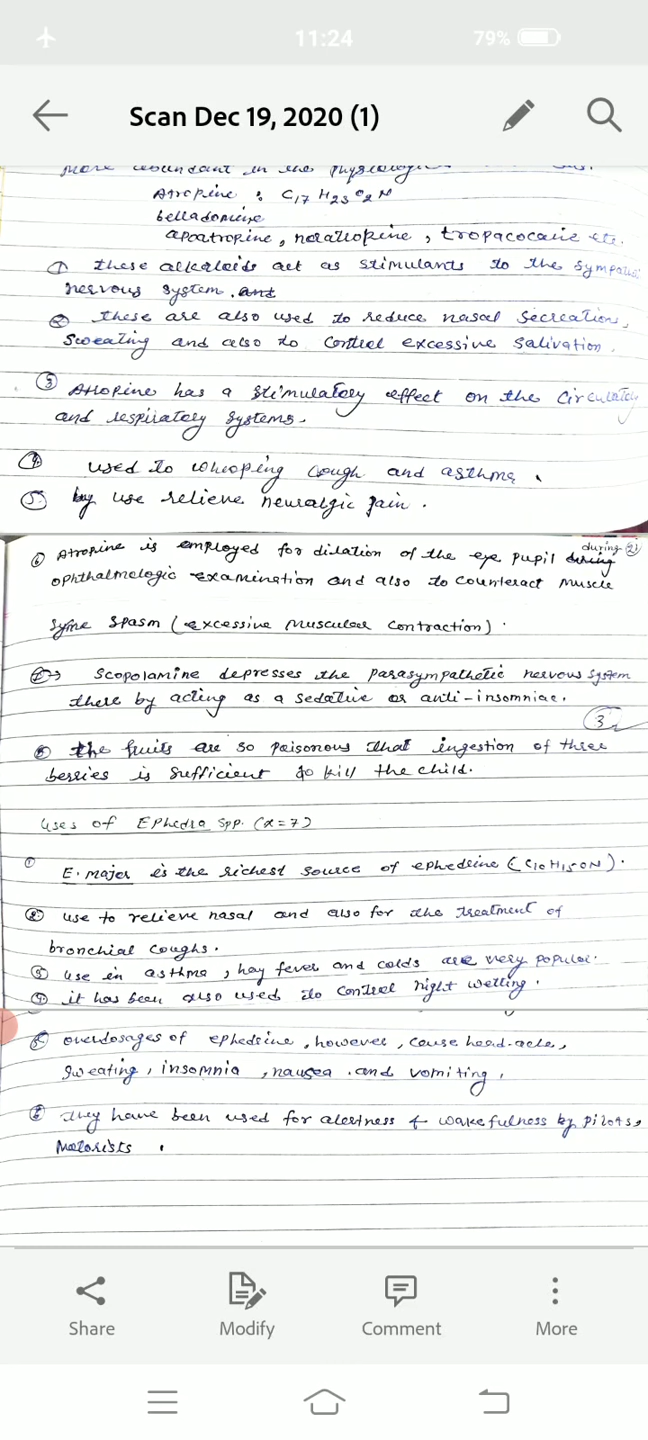 11:24
79%
Scan Dec 19, 2020 (1)
more abundant in the
Atropine : C17 H23 O2 N
belladoneine
apoatropine, noratropine, tropacocaine etc.
① these alkaloids act as stimulants to the
nervous system. and
② these are also used to reduce nasal secreation,
sweating and also to control excessive salivation.
③ Atropine has a stimulatory effect on the circulatory
and respiratory systems.
④ used to whooping cough and asthma.
⑤ by use relieve neuralgic pain.
during 21
⑥ Atropine is employed for dilation of the eye pupil during
ophthalmologic examination and also to counteract muscle
spasm (excessive muscular contraction).
⑦→ Scopolamine depresses the parasympathetic nervous system
there by acting as a sedative or anti-insomniac.
3
⑧ the fruits are so poisonous that ingestion of three
berries is sufficient to kill the child.
Uses of Ephedra spp. (x=7)
① E. major is the richest source of ephedrine (C10H15ON).
② use to relieve nasal and also for the treatment of
bronchial coughs.
③ use in asthma, hay fever and colds are very popular.
④ it has been also used to control night wetting.
⑤ overdosages of ephedrine, however, cause head-ache,
sweating, insomnia, nausea and vomiting,
⑥ they have been used for alertness & wakefulness by pilots,
Motorists.
Share
Modify
Comment
More